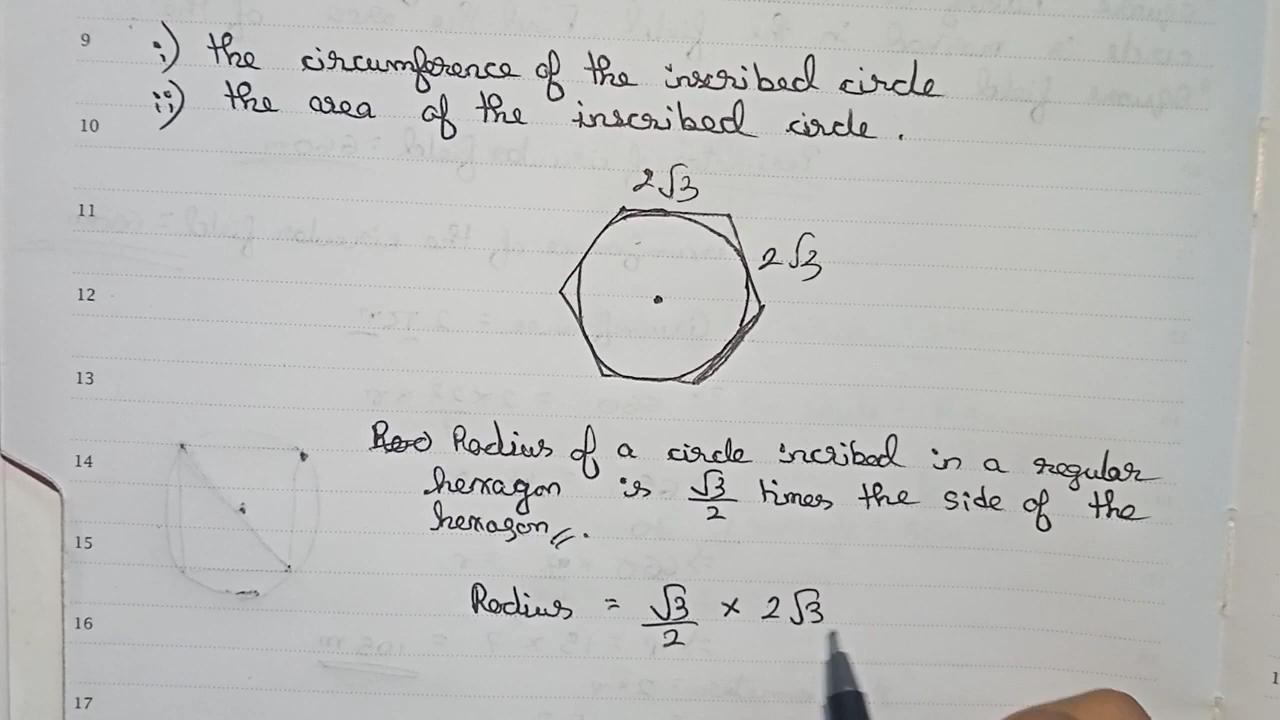 9
i) the circumference of the inscribed circle
ii) the area of the inscribed circle.
10
2√3
11
2√3
12
13
Radius of a circle incribed in a regular
14
hexagon is √3/2 times the side of the
hexagon//.
15
Radius = √3/2 × 2√3
16
17